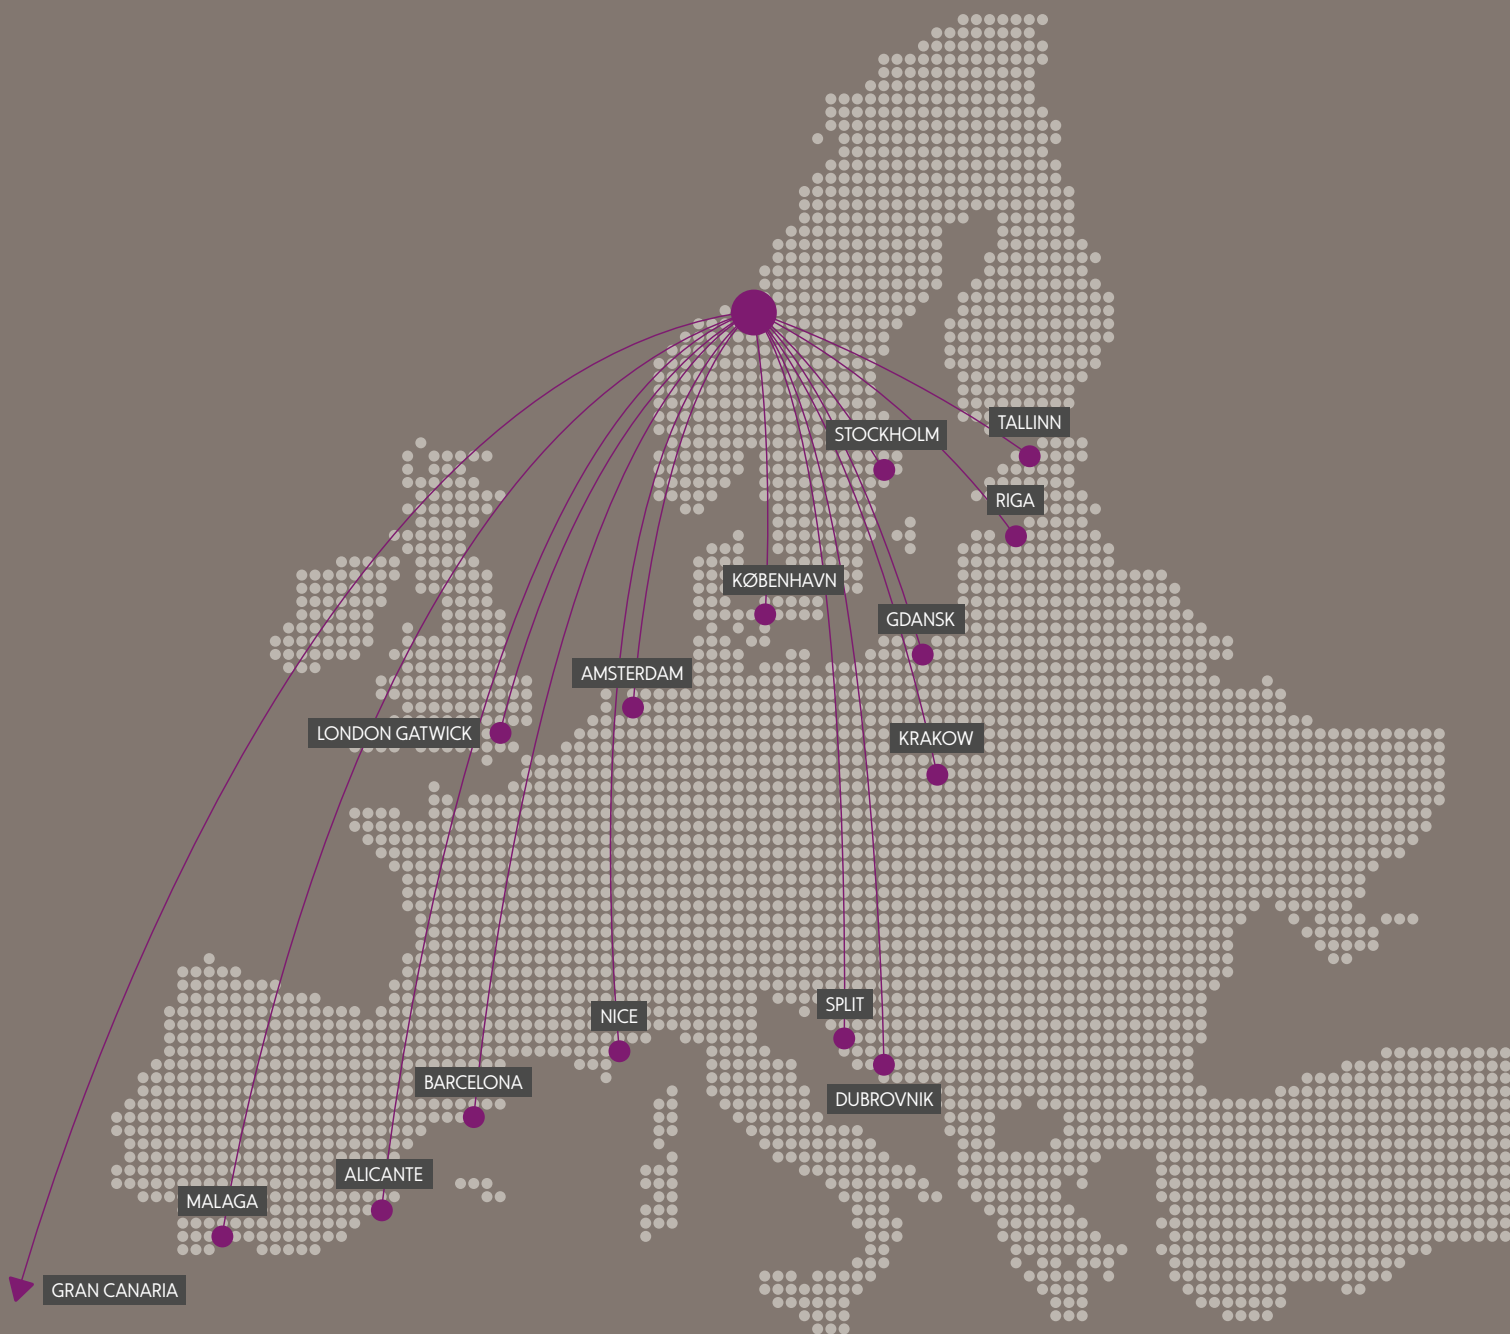 TALLINN
STOCKHOLM
RIGA
KØBENHAVN
GDANSK
AMSTERDAM
LONDON GATWICK
KRAKOW
SPLIT
NICE
BARCELONA
DUBROVNIK
ALICANTE
MALAGA
GRAN CANARIA